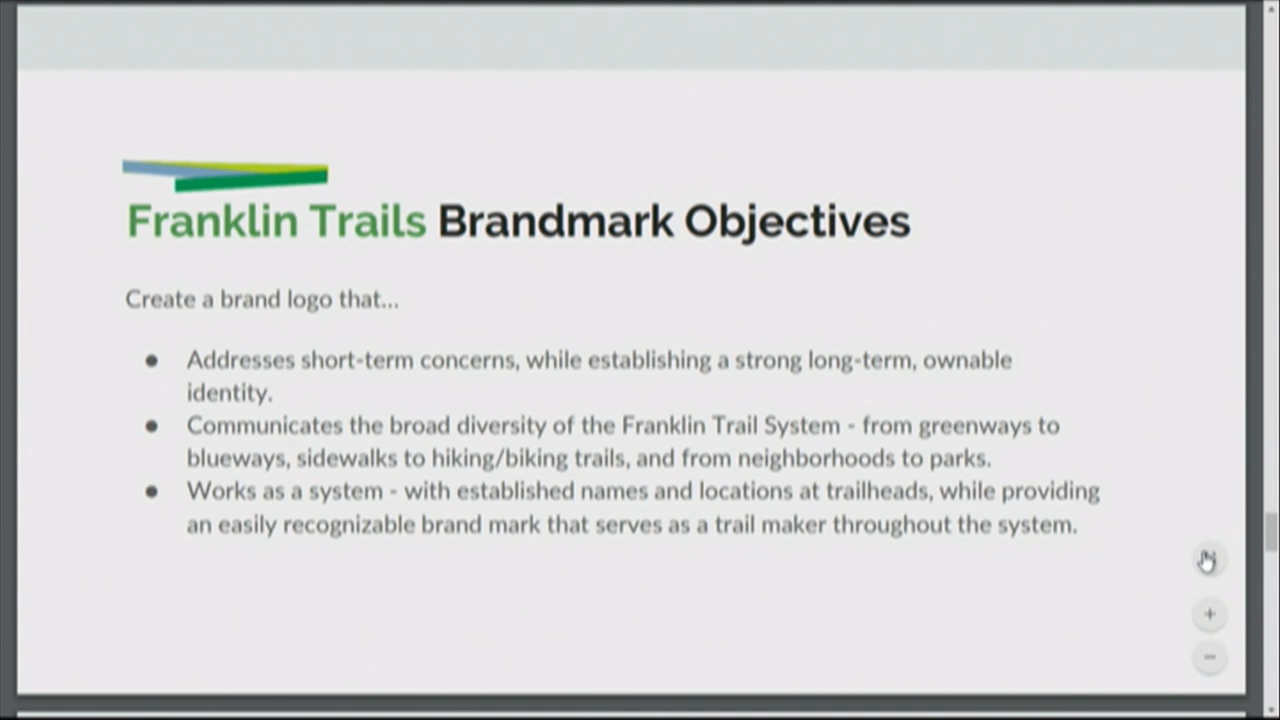 Franklin Trails Brandmark Objectives
Create a brand logo that...
● Addresses short-term concerns, while establishing a strong long-term, ownable
identity.
● Communicates the broad diversity of the Franklin Trail System - from greenways to
blueways, sidewalks to hiking/biking trails, and from neighborhoods to parks.
● Works as a system - with established names and locations at trailheads, while providing
an easily recognizable brand mark that serves as a trail maker throughout the system.